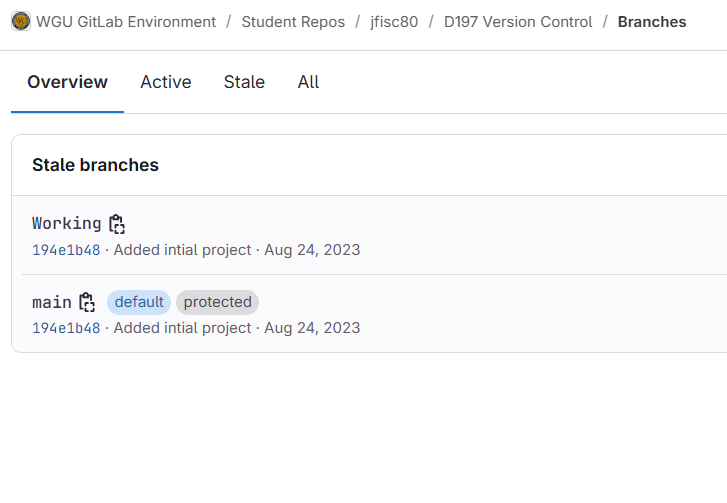 WGU GitLab Environment / Student Repos / jfisc80 / D197 Version Control / Branches
Overview Active Stale All
Stale branches
Working
194e1b48 · Added intial project · Aug 24, 2023
main default protected
194e1b48 · Added intial project · Aug 24, 2023